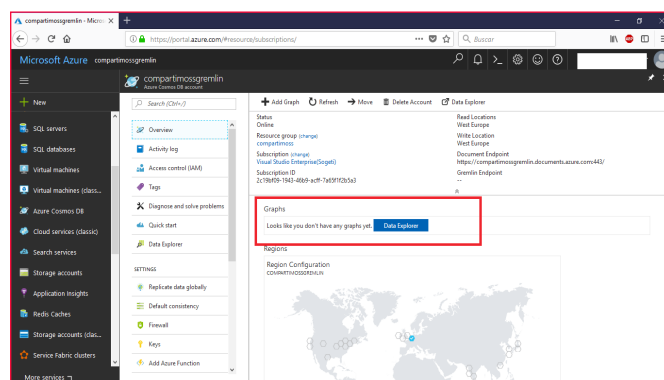 compartimossgremlin - Micros
https://portal.azure.com/#resource/subscriptions/
Buscar
Microsoft Azure compartimossgremlin
compartimossgremlin
Azure Cosmos DB account
New
SQL servers
SQL databases
Virtual machines
Virtual machines (class...
Azure Cosmos DB
Cloud services (classic)
Search services
Storage accounts
Application Insights
Redis Caches
Storage accounts (clas...
Service Fabric clusters
More services
Search (Ctrl+/)
Overview
Activity log
Access control (IAM)
Tags
Diagnose and solve problems
Quick start
Data Explorer
SETTINGS
Replicate data globally
Default consistency
Firewall
Keys
Add Azure Function
Add Graph Refresh Move Delete Account Data Explorer
Status
Online
Resource group (change)
compartimoss
Subscription (change)
Visual Studio Enterprise(Sogeti)
Subscription ID
Read Locations
West Europe
Write Location
West Europe
Document Endpoint
https://compartimossgremlin.documents.azure.com:443/
Gremlin Endpoint
--
Graphs
Looks like you don't have any graphs yet. Data Explorer
Regions
Region Configuration
COMPARTIMOSSGREMLIN